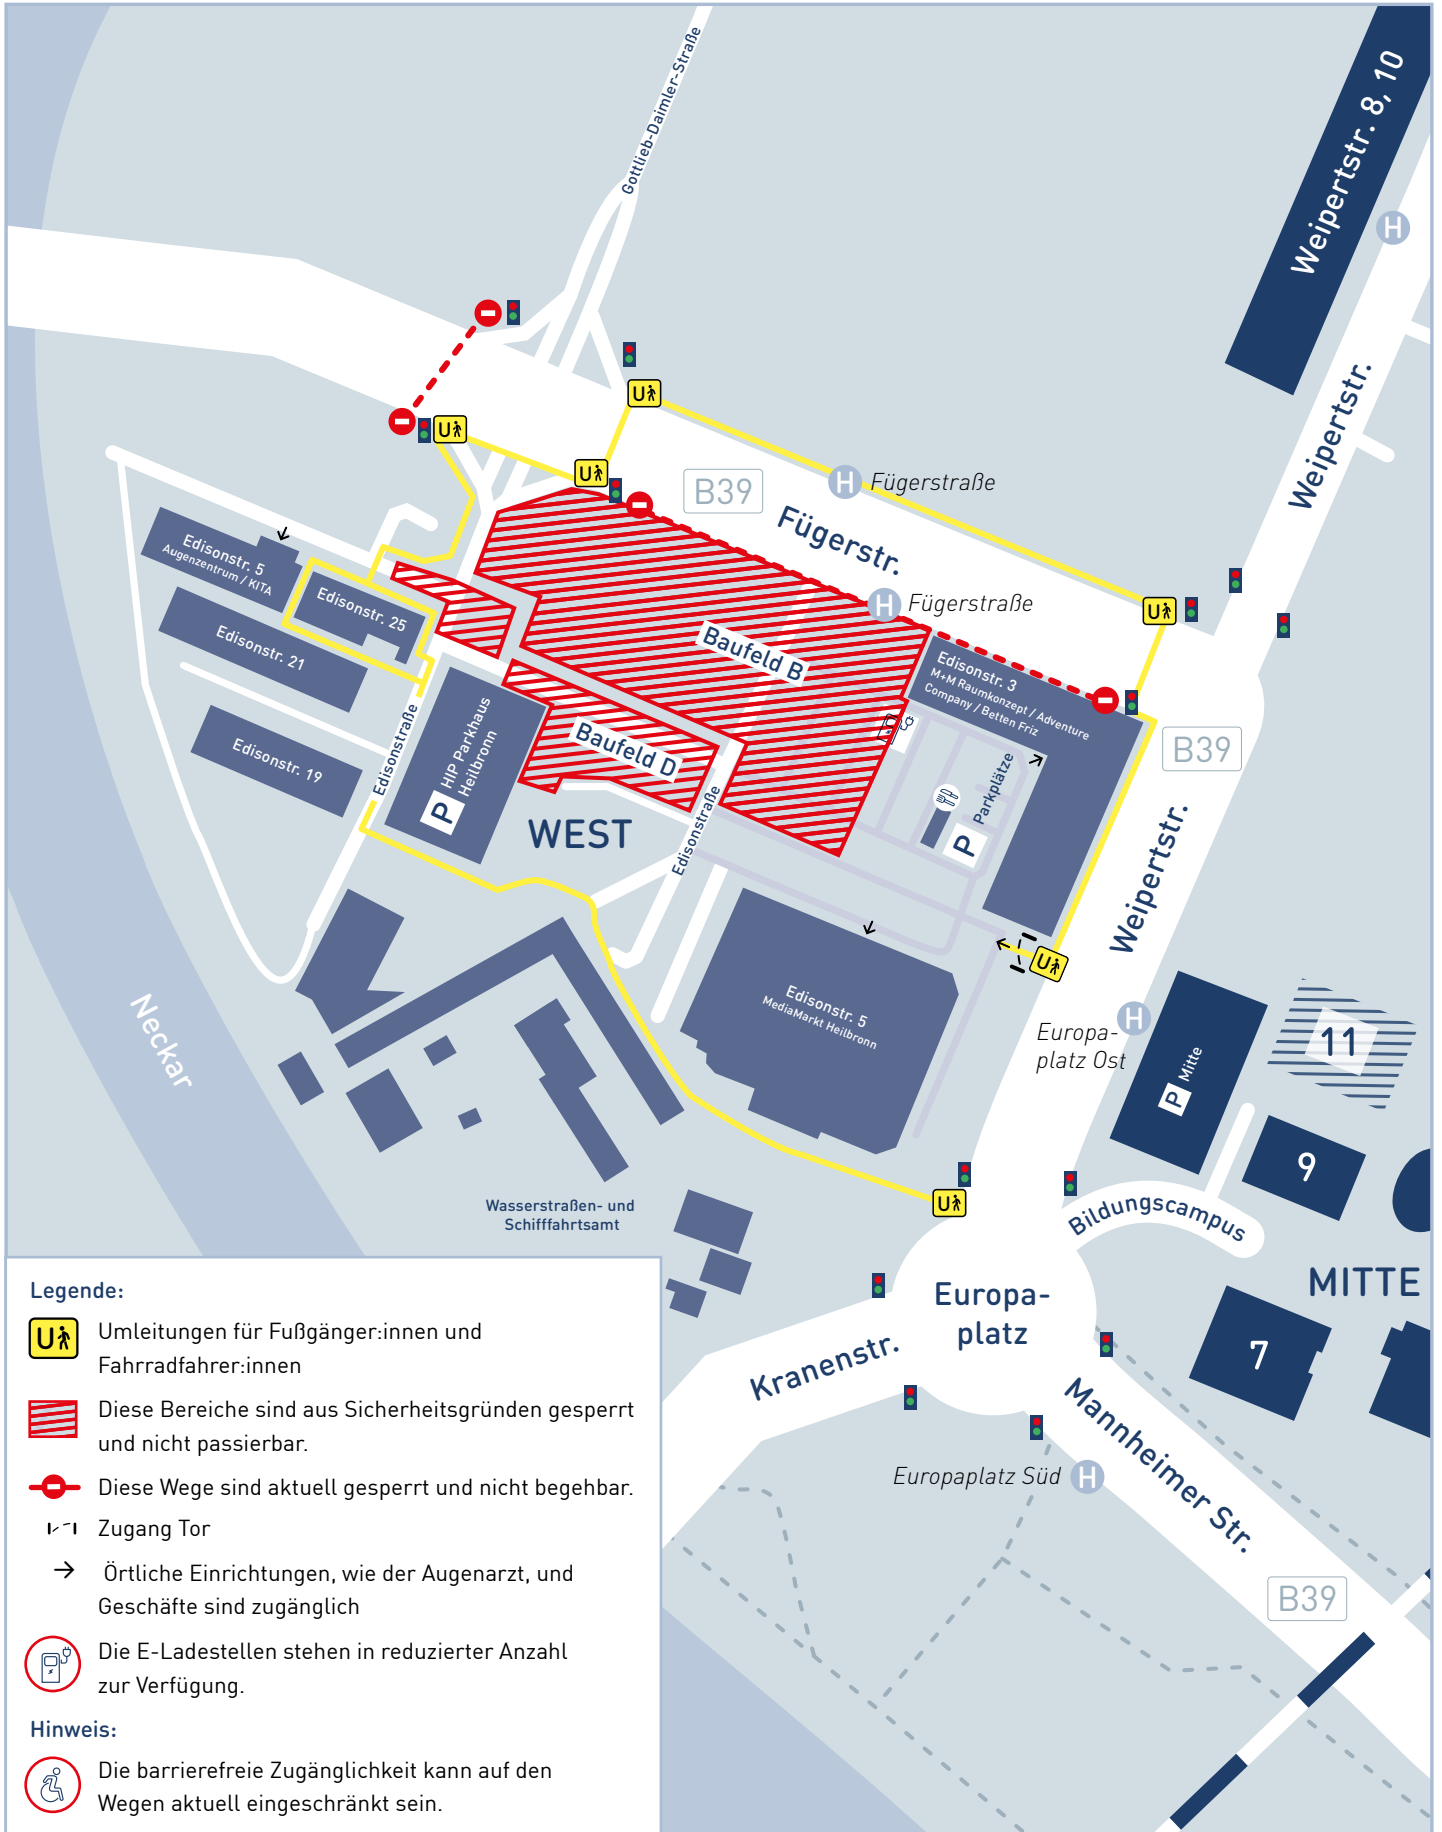 Gottlieb-Daimler-Straße
Weipertstr. 8, 10
H
Weipertstr.
U
U
U
B39
H Fügerstraße
Fügerstr.
H Fügerstraße
U
Edisonstr. 5
Augenzentrum / KITA
Edisonstr. 25
Edisonstr. 21
Edisonstr. 19
Edisonstraße
P HIP Parkhaus
Heilbronn
Baufeld B
Baufeld D
Edisonstr. 3
M+M Raumkonzept / Adventure
Company / Betten Friz
P Parkplätze
B39
WEST
Edisonstraße
Weipertstr.
U
Edisonstr. 5
MediaMarkt Heilbronn
Neckar
H
Europa-
platz Ost
P Mitte
11
9
U
Wasserstraßen- und
Schifffahrtsamt
Bildungscampus
MITTE
7
Europa-
platz
Kranenstr.
Mannheimer Str.
Europaplatz Süd H
B39
Legende:
U
Umleitungen für Fußgänger:innen und
Fahrradfahrer:innen
Diese Bereiche sind aus Sicherheitsgründen gesperrt
und nicht passierbar.
Diese Wege sind aktuell gesperrt und nicht begehbar.
Zugang Tor
Örtliche Einrichtungen, wie der Augenarzt, und
Geschäfte sind zugänglich
Die E-Ladestellen stehen in reduzierter Anzahl
zur Verfügung.
Hinweis:
Die barrierefreie Zugänglichkeit kann auf den
Wegen aktuell eingeschränkt sein.